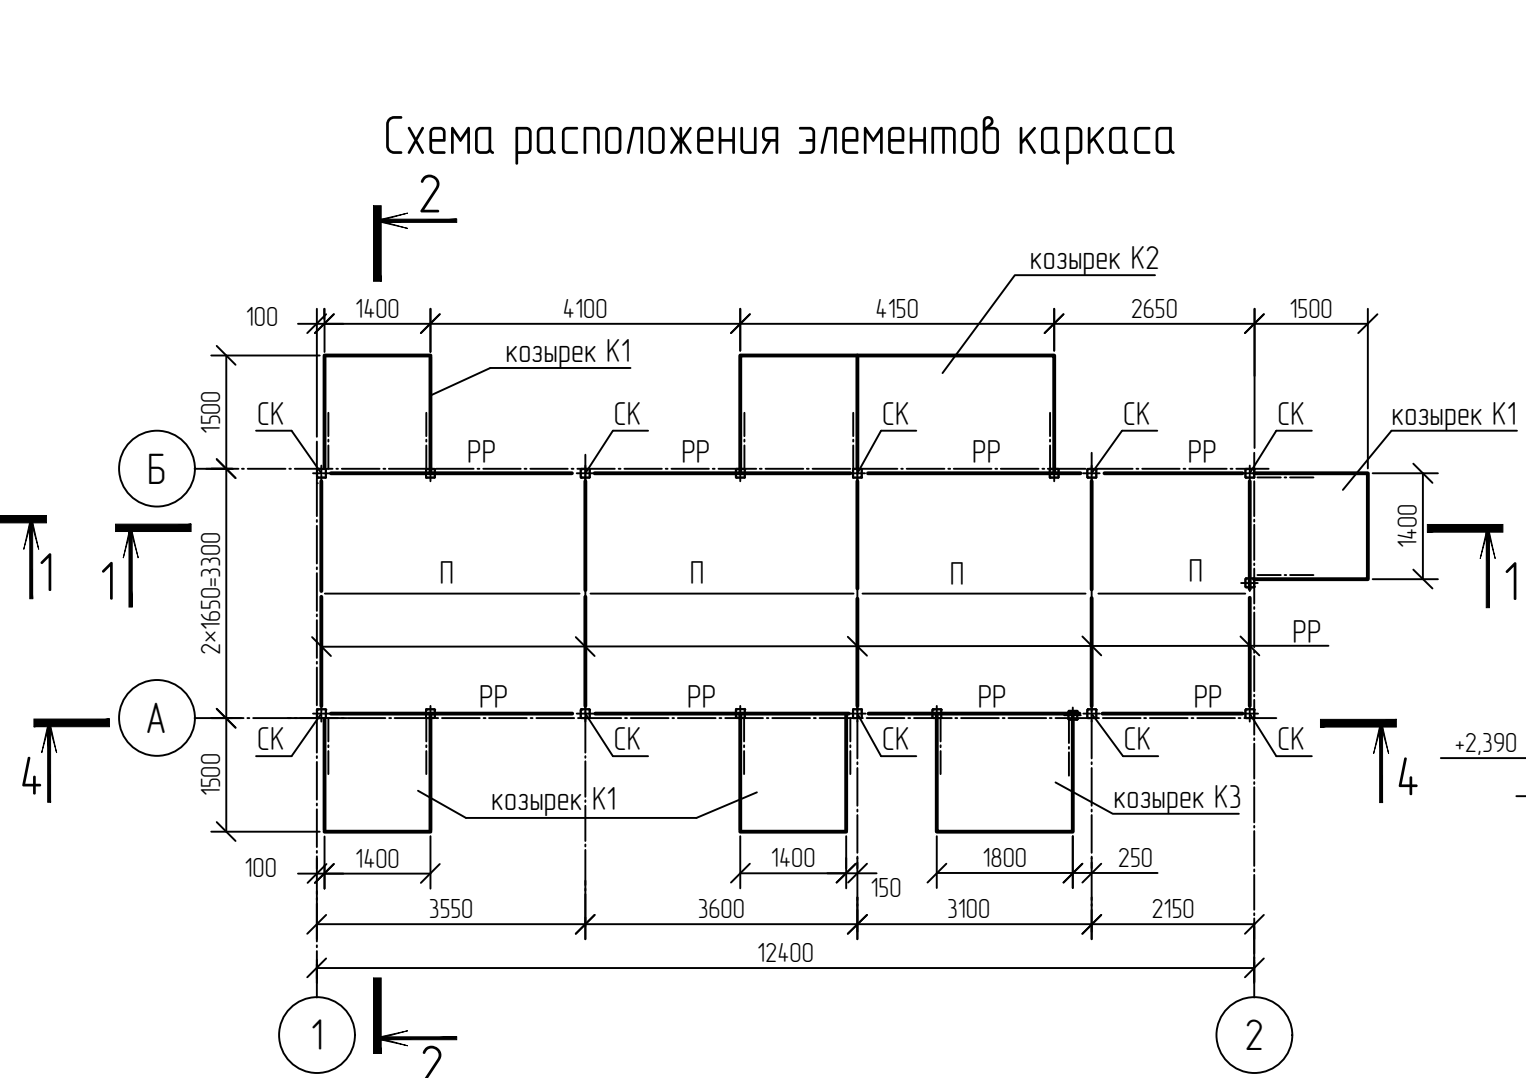 Схема расположения элементов каркаса
2
козырек К2
100
1400
4100
4150
2650
1500
козырек К1
1500
СК
СК
СК
СК
СК
козырек К1
РР
РР
РР
РР
Б
1
1
2×1650=3300
П
П
П
П
1400
1
РР
РР
РР
РР
РР
А
4
СК
СК
СК
СК
СК
4
+2,390
1500
козырек К1
козырек К3
100
1400
1400
150
1800
250
3550
3600
3100
2150
12400
1
2
2